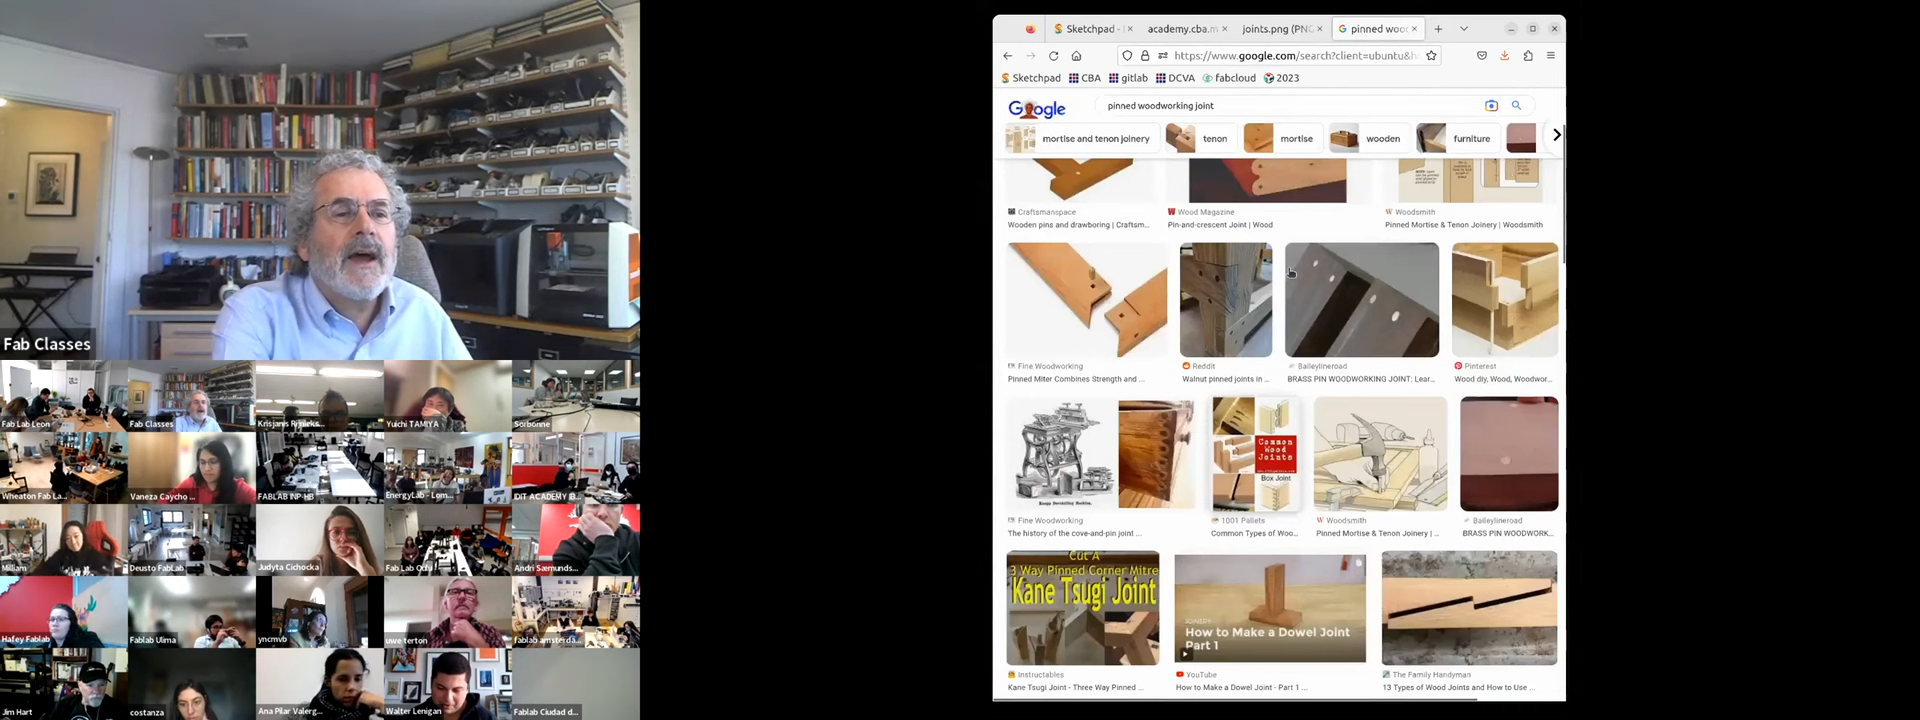 Fab Classes
Fab Lab Leon
Fab Classes
Yuichi TAMIYA
Sorbonne
Wheaton Fab La...
Vaneza Caycho ...
FABLAB INP-HB
EnergyLab - Lom...
IDIT ACADEMY IB...
Milliam
Deusto FabLab
Judyta Cichocka
Fab Lab Oulu
Andri Sæmunds...
Hafey Fablab
Fablab Ulima
yncmvb
uwe terton
fablab amsterda...
Jim Hart
costanza
Ana Pilar Valerg...
Walter Lenigan
Fablab Ciudad d...
Sketchpad -
academy.cba.m
joints.png (PNG
pinned wood
https://www.google.com/search?client=ubuntu&h
Sketchpad
CBA
gitlab
DCVA
fabcloud
2023
Google
pinned woodworking joint
mortise and tenon joinery
tenon
mortise
wooden
furniture
Craftsmanspace
Wooden pins and drawboring | Craftsm...
Wood Magazine
Pin-and-crescent Joint | Wood
Woodsmith
Pinned Mortise & Tenon Joinery | Woodsmith
Fine Woodworking
Pinned Miter Combines Strength and ...
Reddit
Walnut pinned joints in ...
Baileylineroad
BRASS PIN WOODWORKING JOINT: Lear...
Pinterest
Wood diy, Wood, Woodwor...
Common
Wood
Joints
Box Joint
Fine Woodworking
The history of the cove-and-pin joint ...
1001 Pallets
Common Types of Woo...
Woodsmith
Pinned Mortise & Tenon Joinery | ...
Baileylineroad
BRASS PIN WOODWORK...
Cut A
3 Way Pinned Corner Mitre
Kane Tsugi Joint
JOINERY
How to Make a Dowel Joint
Part 1
Instructables
Kane Tsugi Joint - Three Way Pinned ...
YouTube
How to Make a Dowel Joint - Part 1 ...
The Family Handyman
13 Types of Wood Joints and How to Use ...